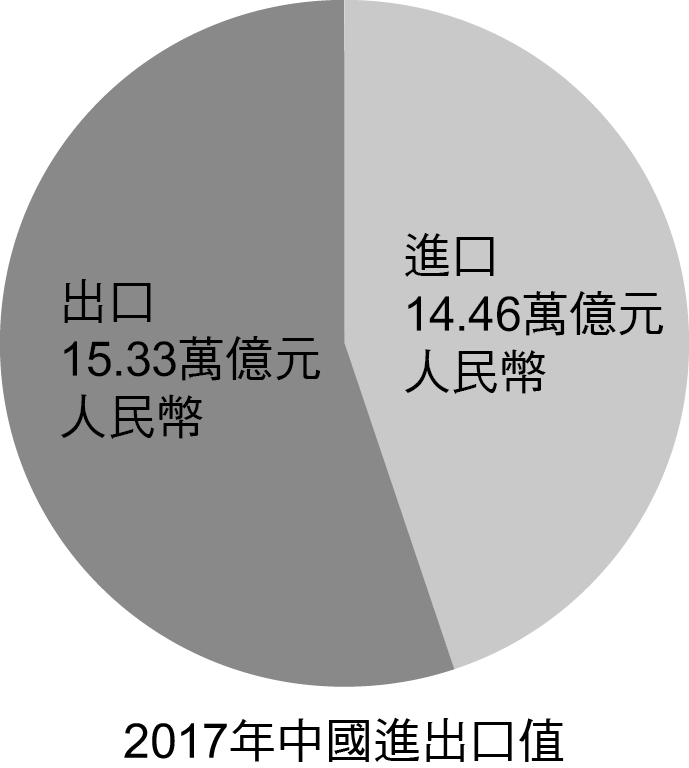 進口
14.46萬億元
人民幣
出口
15.33萬億元
人民幣
2017年中國進出口值